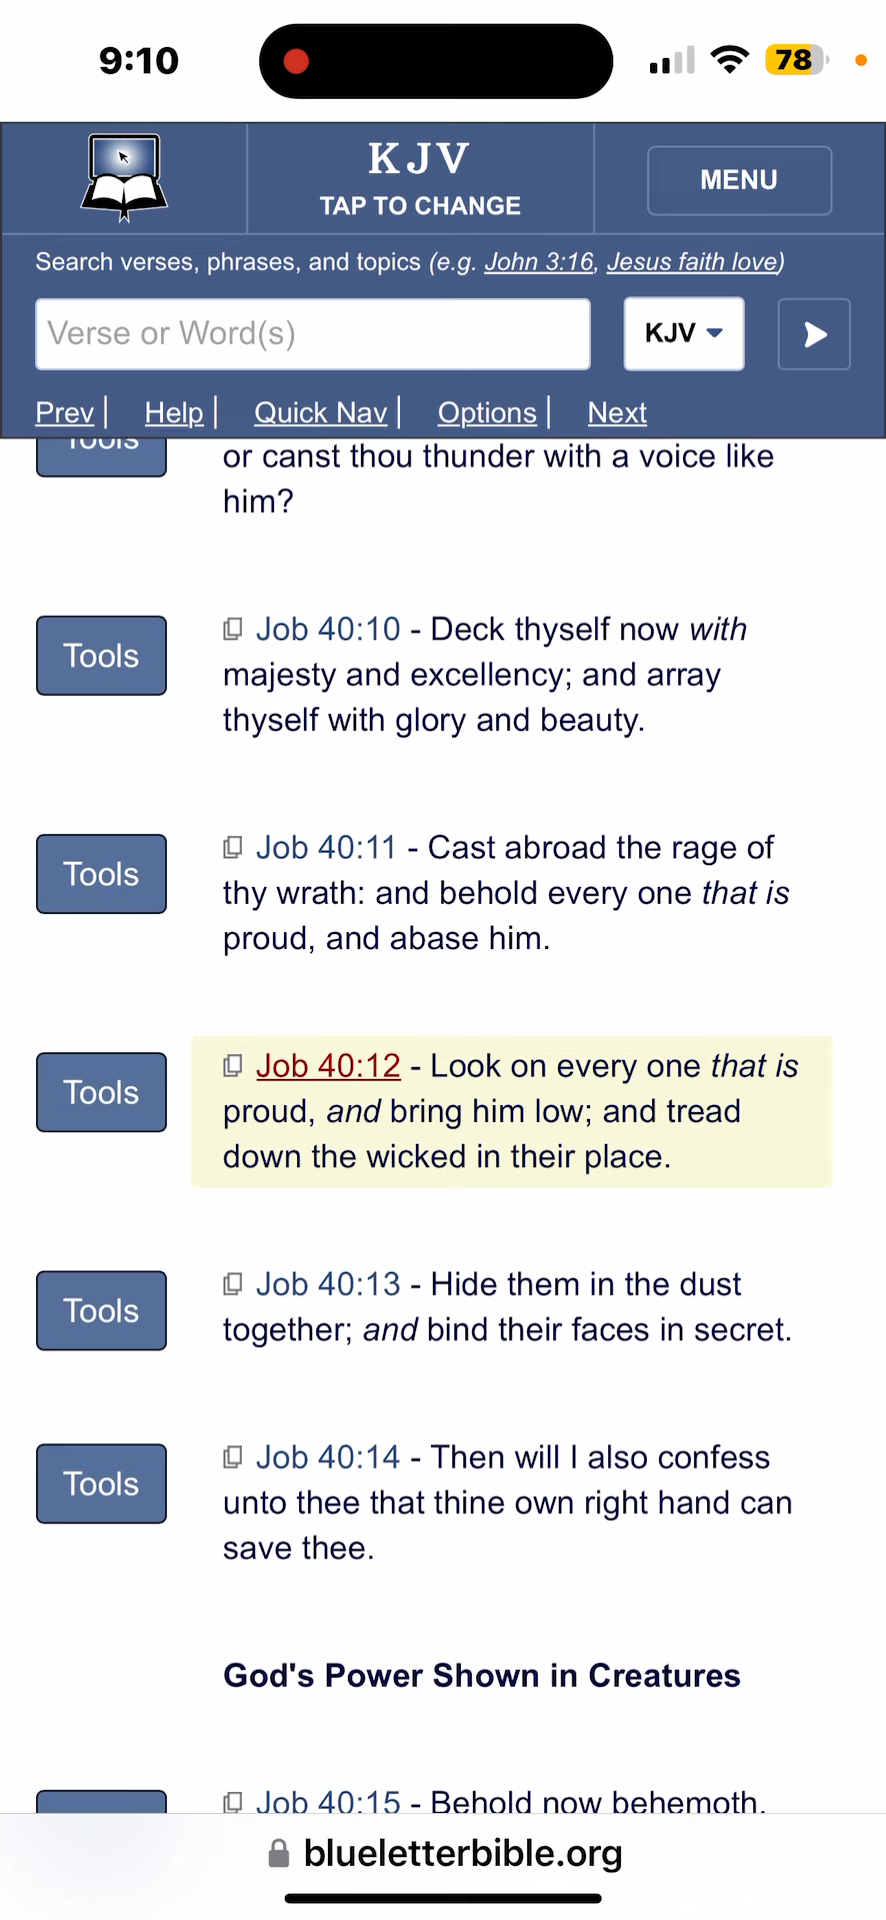 9:10
78
KJV
TAP TO CHANGE
MENU
Search verses, phrases, and topics (e.g. John 3:16, Jesus faith love)
Verse or Word(s)
KJV
Prev | Help | Quick Nav | Options | Next
Tools
or canst thou thunder with a voice like
him?
Tools
Job 40:10 - Deck thyself now with
majesty and excellency; and array
thyself with glory and beauty.
Tools
Job 40:11 - Cast abroad the rage of
thy wrath: and behold every one that is
proud, and abase him.
Tools
Job 40:12 - Look on every one that is
proud, and bring him low; and tread
down the wicked in their place.
Tools
Job 40:13 - Hide them in the dust
together; and bind their faces in secret.
Tools
Job 40:14 - Then will I also confess
unto thee that thine own right hand can
save thee.
God's Power Shown in Creatures
Job 40:15 - Behold now behemoth,
blueletterbible.org